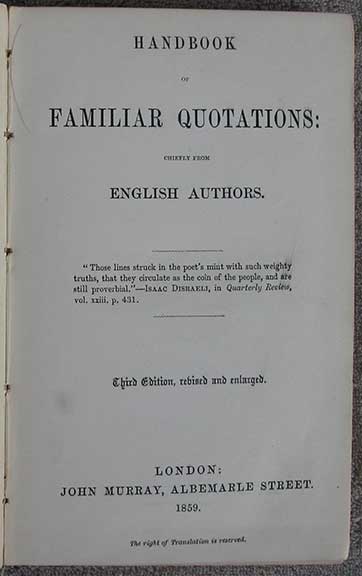 HANDBOOK
OF
FAMILIAR QUOTATIONS:
CHIEFLY FROM
ENGLISH AUTHORS.
" Those lines struck in the poet's mint with such weighty
truths, that they circulate as the coin of the people, and are
still proverbial."—ISAAC DISRAELI, in Quarterly Review,
vol. xxiii. p. 431.
Third Edition, revised and enlarged.
LONDON:
JOHN MURRAY, ALBEMARLE STREET.
1859.
The right of Translation is reserved.